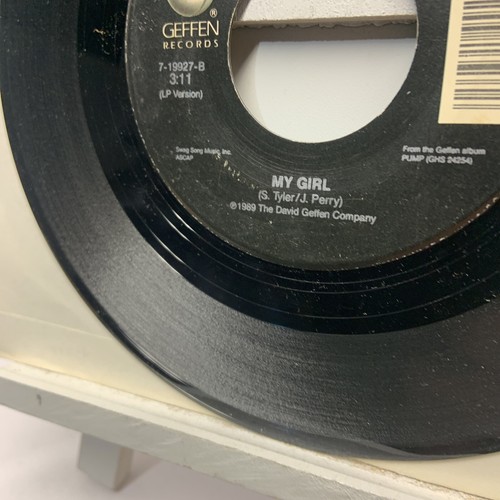 ®
GEFFEN
RECORDS
7-19927-B
3:11
(LP Version)
Swag Song Music, Inc.
ASCAP
From the Geffen album
PUMP (GHS 24254)
MY GIRL
(S. Tyler/J. Perry)
℗1989 The David Geffen Company